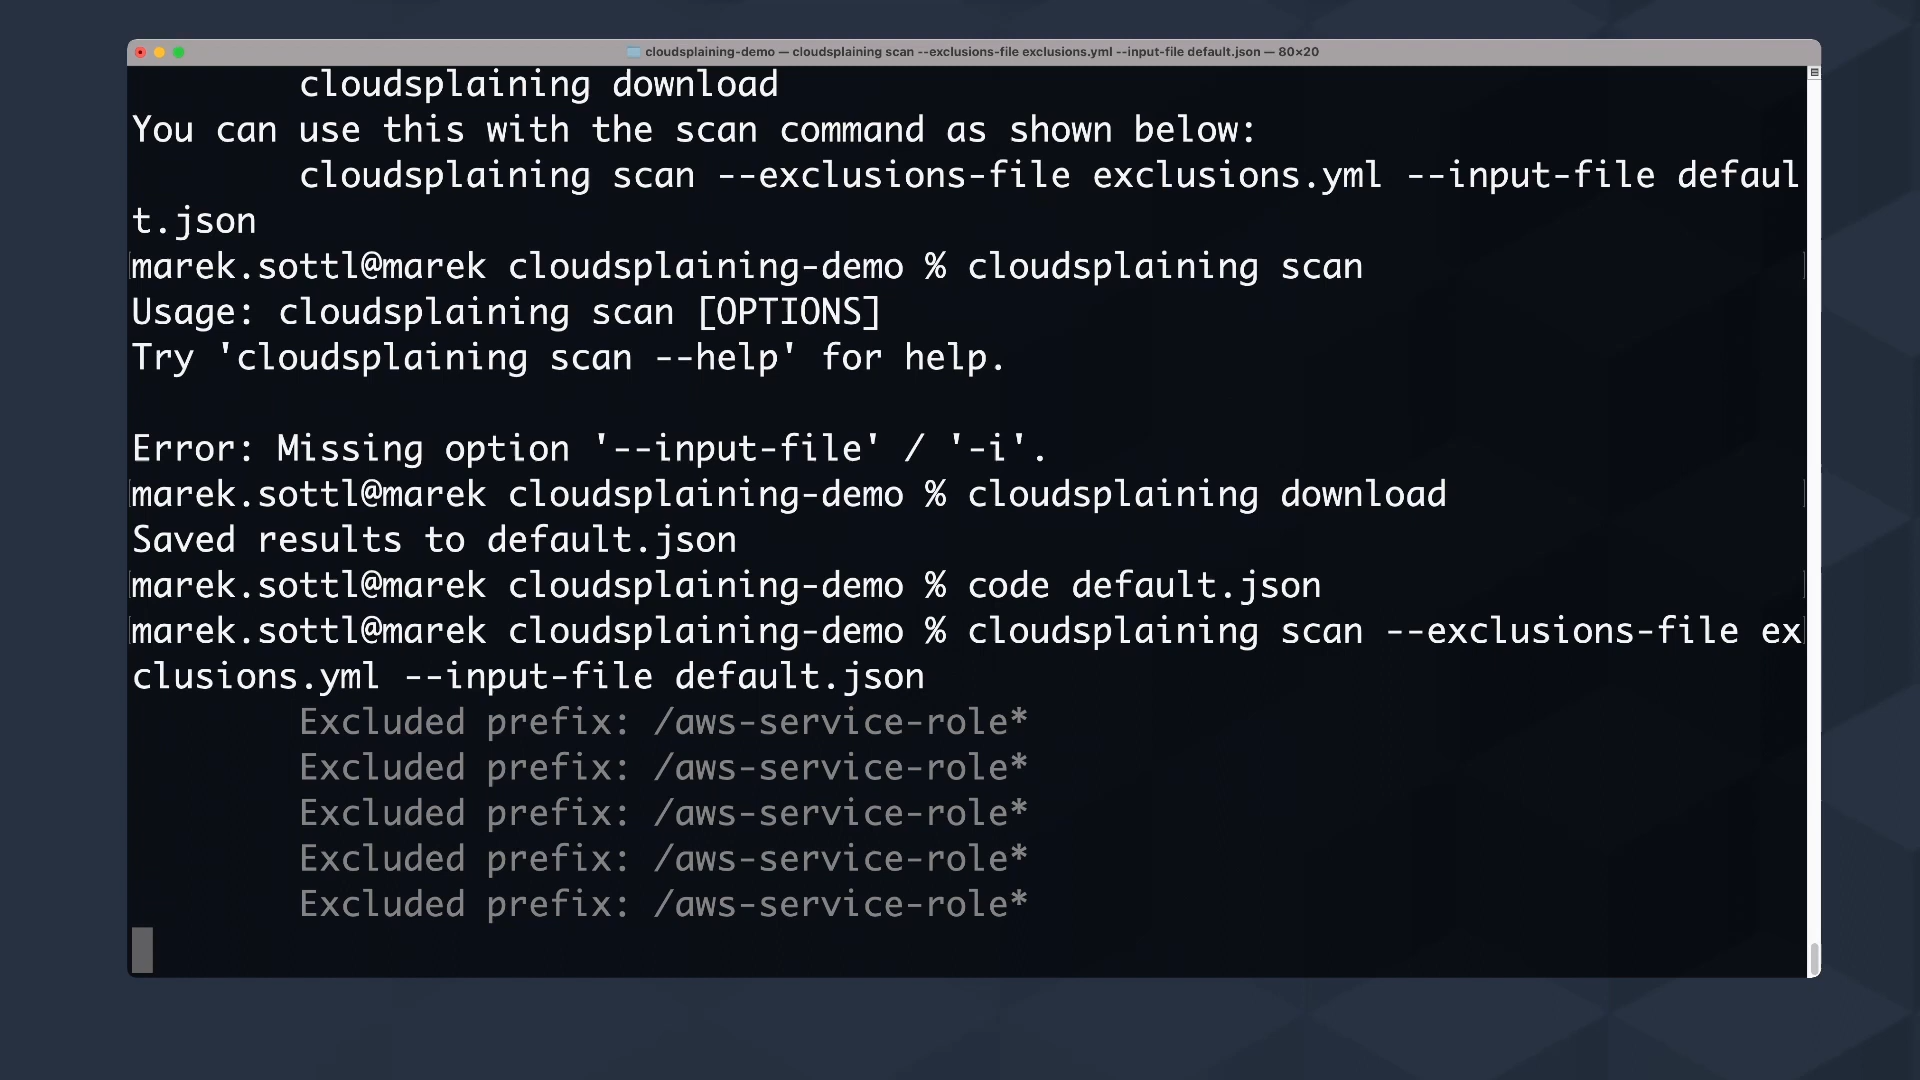 cloudsplaining-demo — cloudsplaining scan --exclusions-file exclusions.yml --input-file default.json — 80×20
cloudsplaining download
You can use this with the scan command as shown below:
cloudsplaining scan --exclusions-file exclusions.yml --input-file defaul
t.json
marek.sottl@marek cloudsplaining-demo % cloudsplaining scan
Usage: cloudsplaining scan [OPTIONS]
Try 'cloudsplaining scan --help' for help.
Error: Missing option '--input-file' / '-i'.
marek.sottl@marek cloudsplaining-demo % cloudsplaining download
Saved results to default.json
marek.sottl@marek cloudsplaining-demo % code default.json
marek.sottl@marek cloudsplaining-demo % cloudsplaining scan --exclusions-file ex
clusions.yml --input-file default.json
Excluded prefix: /aws-service-role*
Excluded prefix: /aws-service-role*
Excluded prefix: /aws-service-role*
Excluded prefix: /aws-service-role*
Excluded prefix: /aws-service-role*